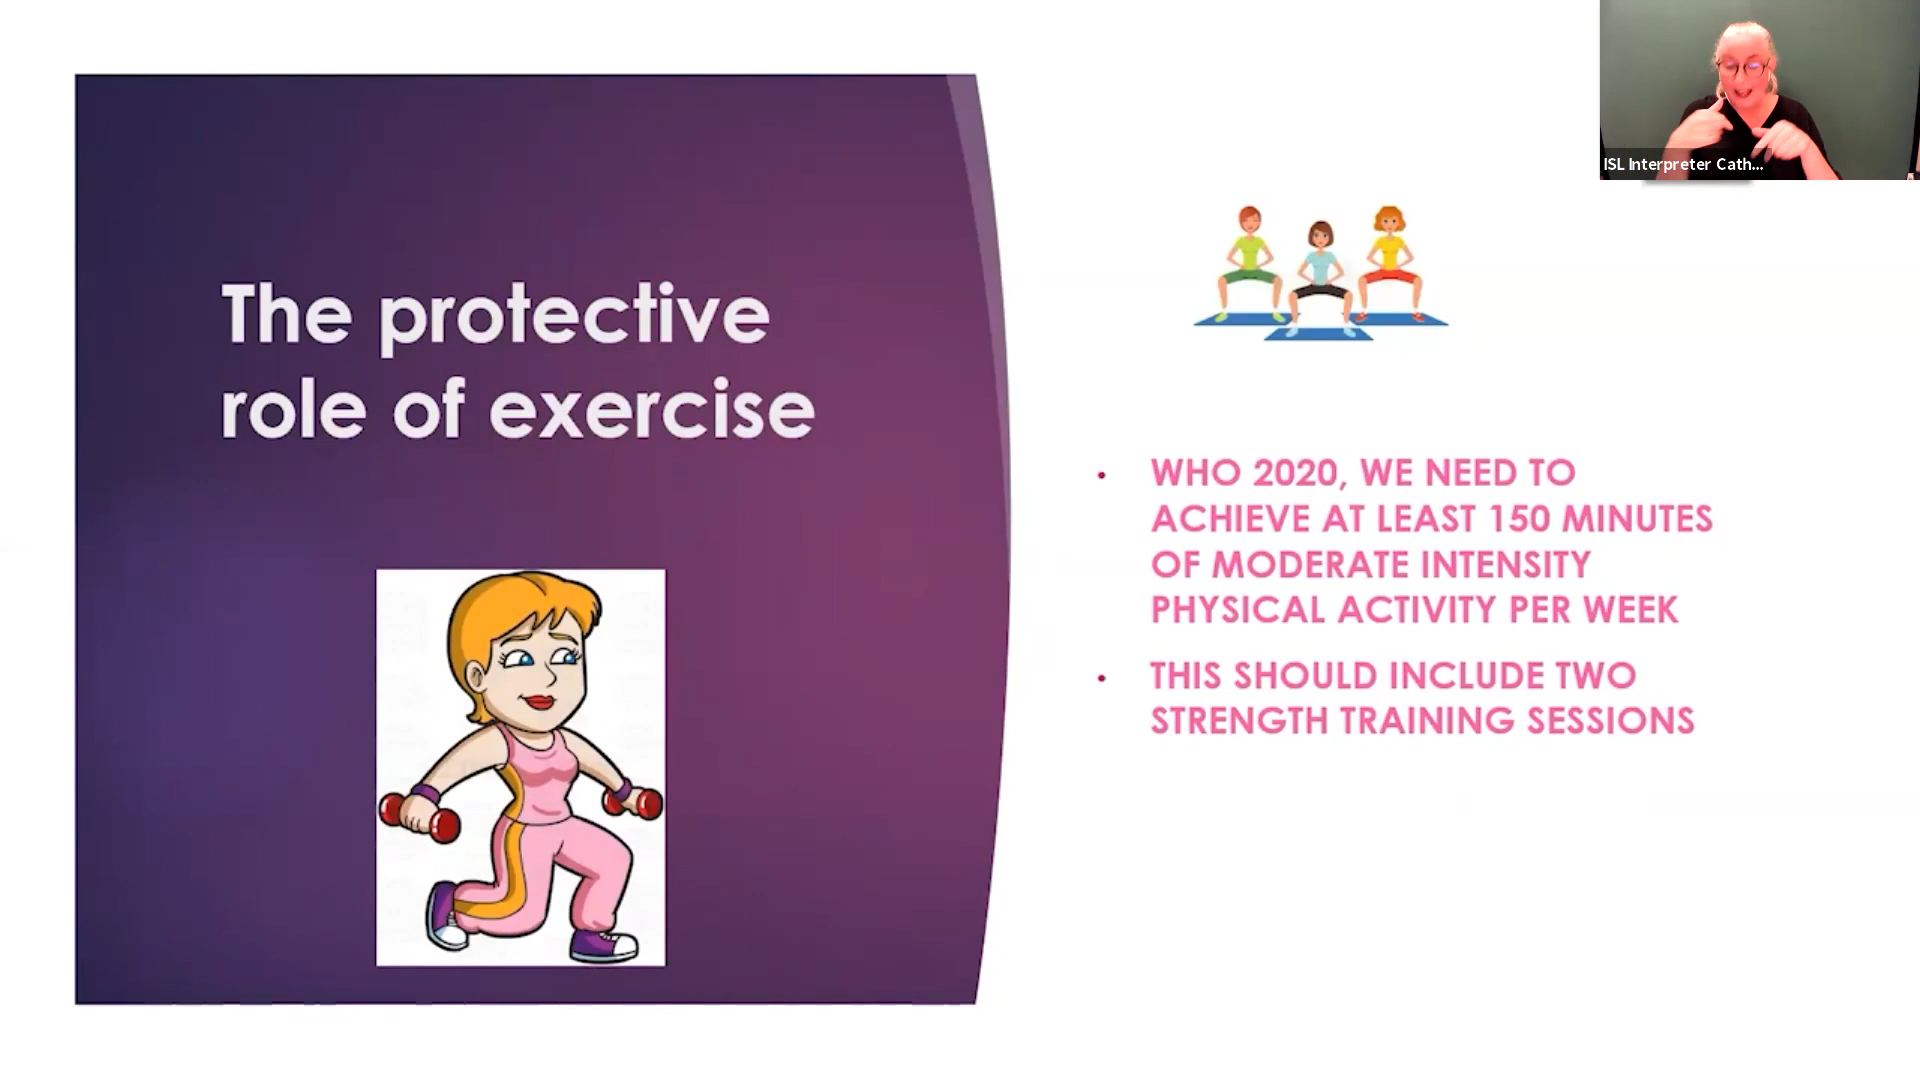 The protective
role of exercise
• WHO 2020, WE NEED TO
ACHIEVE AT LEAST 150 MINUTES
OF MODERATE INTENSITY
PHYSICAL ACTIVITY PER WEEK
• THIS SHOULD INCLUDE TWO
STRENGTH TRAINING SESSIONS
ISL Interpreter Cath...